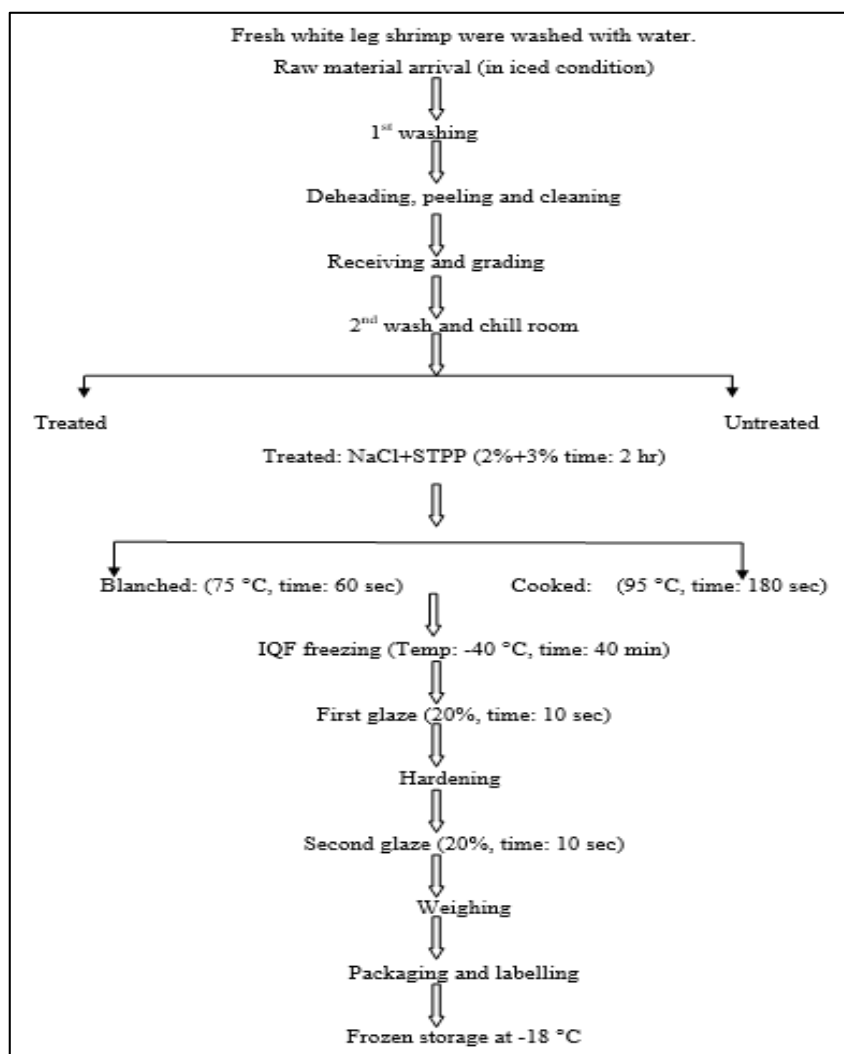 Fresh white leg shrimp were washed with water.
Raw material arrival (in iced condition)
1st washing
Deheading, peeling and cleaning
Receiving and grading
2nd wash and chill room
Treated Untreated
Treated: NaCl+STPP (2%+3% time: 2 hr)
Blanched: (75 °C, time: 60 sec) Cooked: (95 °C, time: 180 sec)
IQF freezing (Temp: -40 °C, time: 40 min)
First glaze (20%, time: 10 sec)
Hardening
Second glaze (20%, time: 10 sec)
Weighing
Packaging and labelling
Frozen storage at -18 °C